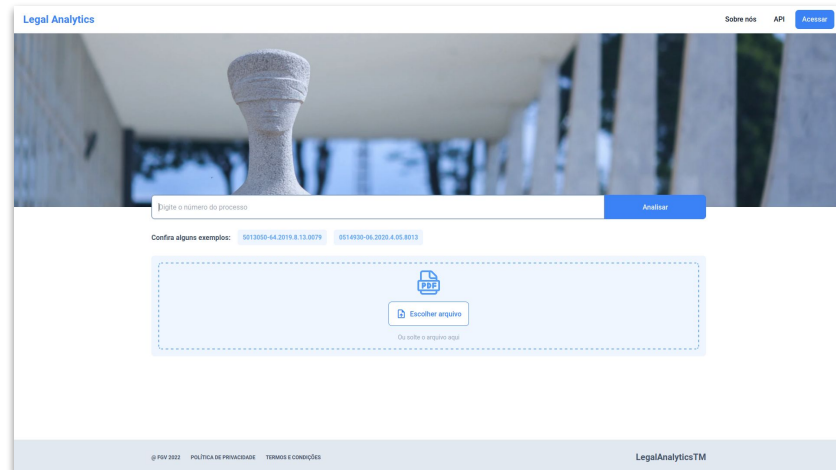 Legal Analytics
Sobre nós API Acessar
Digite o número do processo Analisar
Confira alguns exemplos: 5013050-64.2019.8.13.0079 0514930-06.2020.4.05.8013
PDF
Escolher arquivo
Ou solte o arquivo aqui
@ FGV 2022 POLÍTICA DE PRIVACIDADE TERMOS E CONDIÇÕES LegalAnalyticsTM